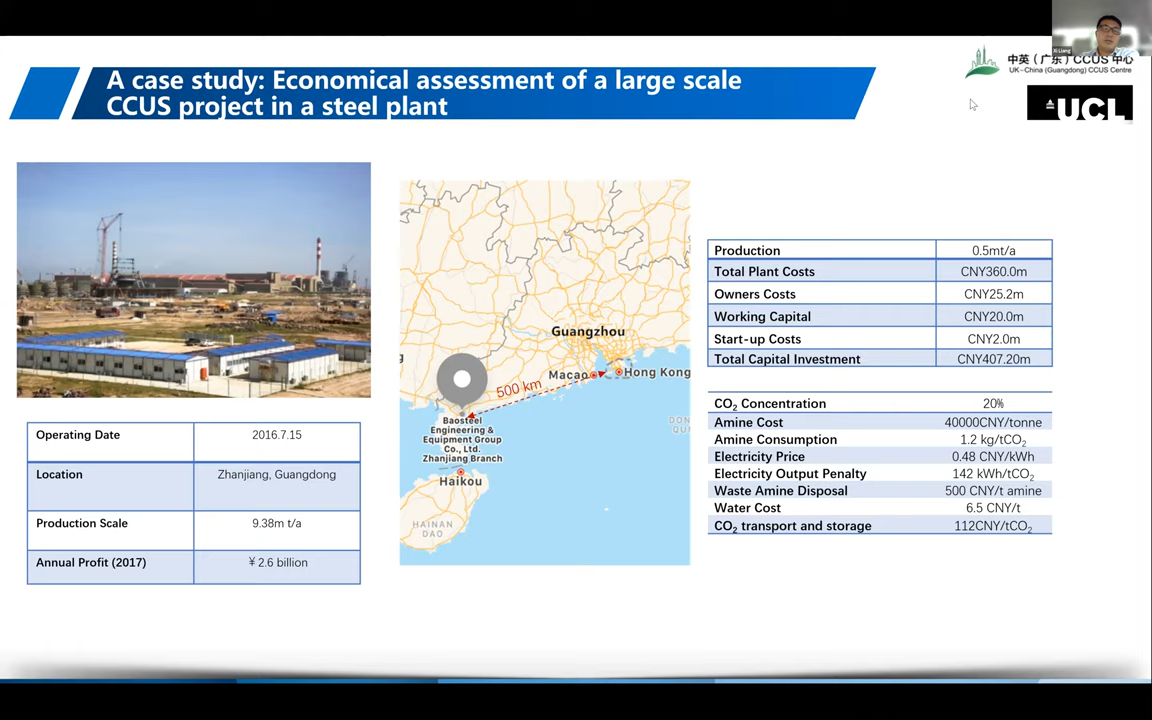 Xi Liang
中英（广东）CCUS 中心
UK-China (Guangdong) CCUS Centre
UCL
A case study: Economical assessment of a large scale
CCUS project in a steel plant
Operating Date 2016.7.15
Location Zhanjiang, Guangdong
Production Scale 9.38m t/a
Annual Profit (2017) ￥2.6 billion
Guangzhou
Macao
Hong Kong
500 km
Baosteel
Engineering &
Equipment Group
Co., Ltd.
Zhanjiang Branch
Haikou
HAINAN
DAO
DON
QUN
Production 0.5mt/a
Total Plant Costs CNY360.0m
Owners Costs CNY25.2m
Working Capital CNY20.0m
Start-up Costs CNY2.0m
Total Capital Investment CNY407.20m
CO₂ Concentration 20%
Amine Cost 40000CNY/tonne
Amine Consumption 1.2 kg/tCO₂
Electricity Price 0.48 CNY/kWh
Electricity Output Penalty 142 kWh/tCO₂
Waste Amine Disposal 500 CNY/t amine
Water Cost 6.5 CNY/t
CO₂ transport and storage 112CNY/tCO₂